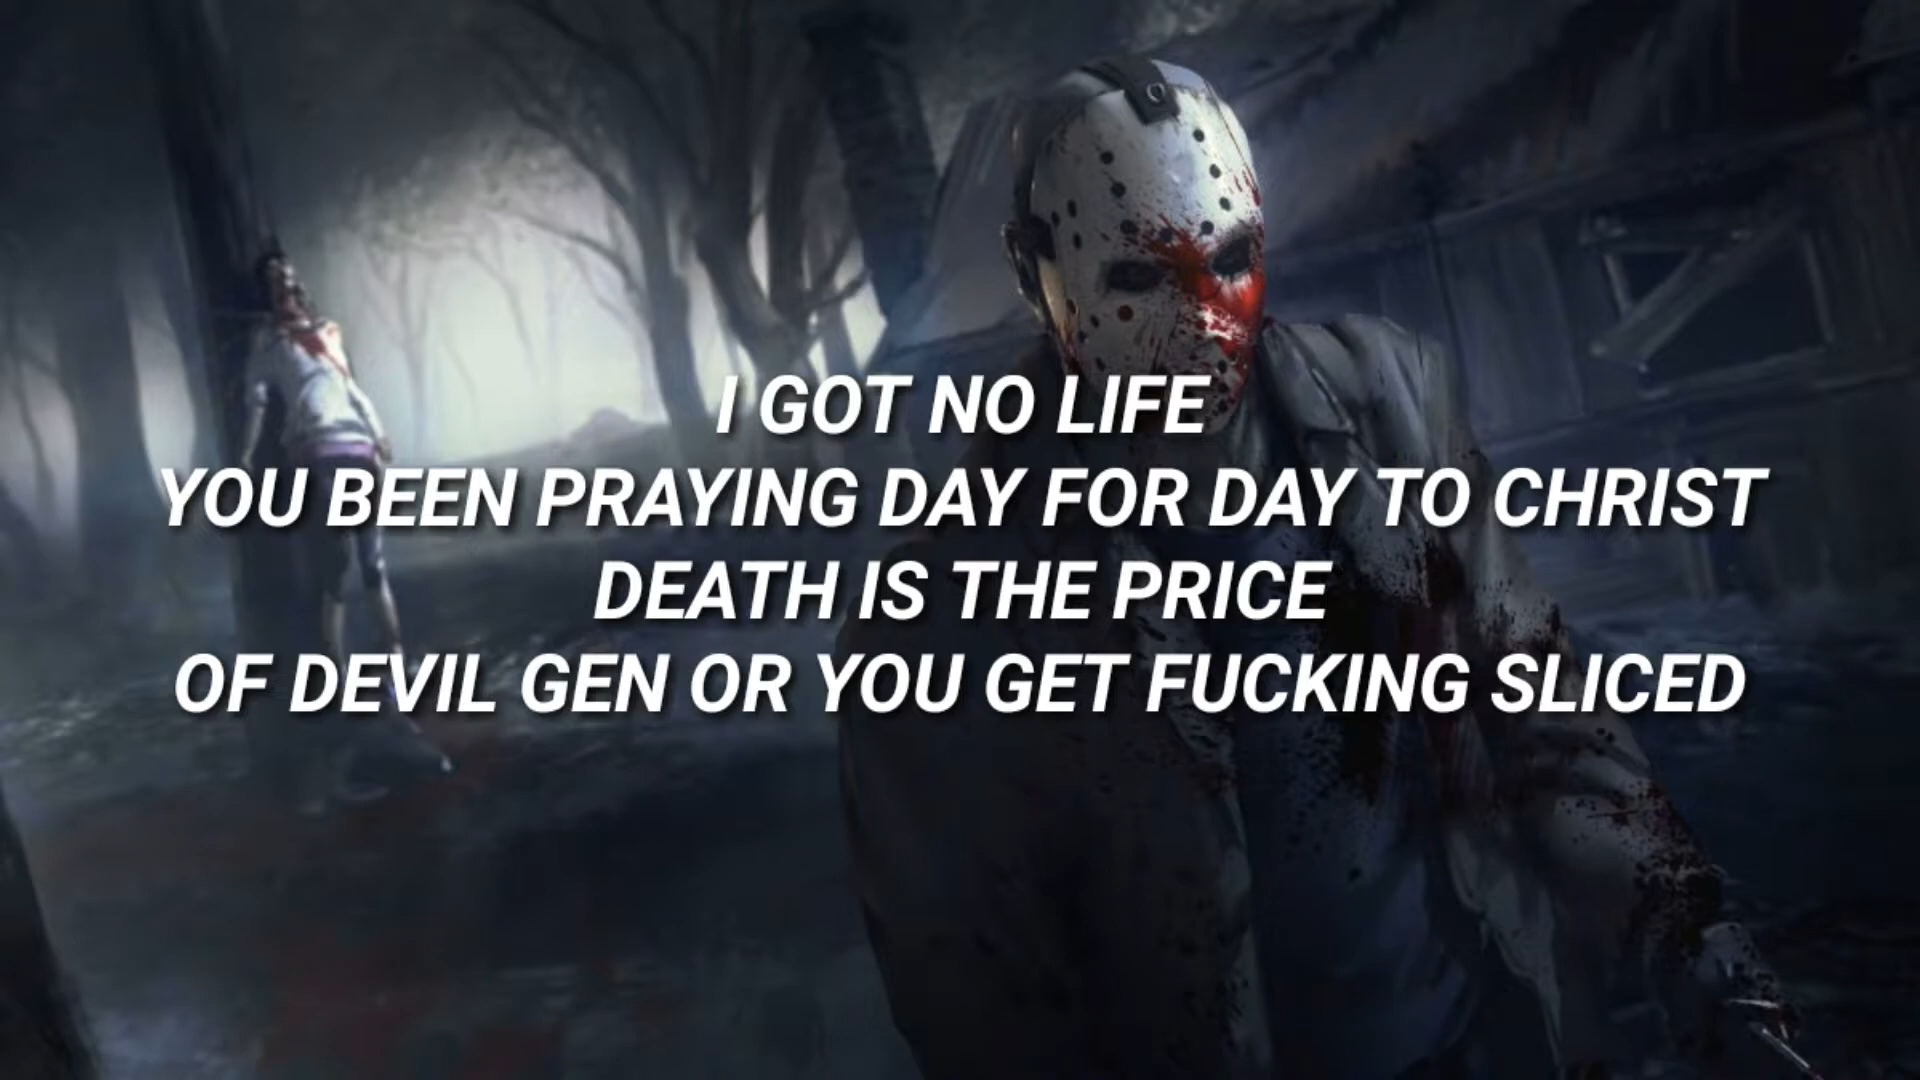 I GOT NO LIFE
YOU BEEN PRAYING DAY FOR DAY TO CHRIST
DEATH IS THE PRICE
OF DEVIL GEN OR YOU GET FUCKING SLICED